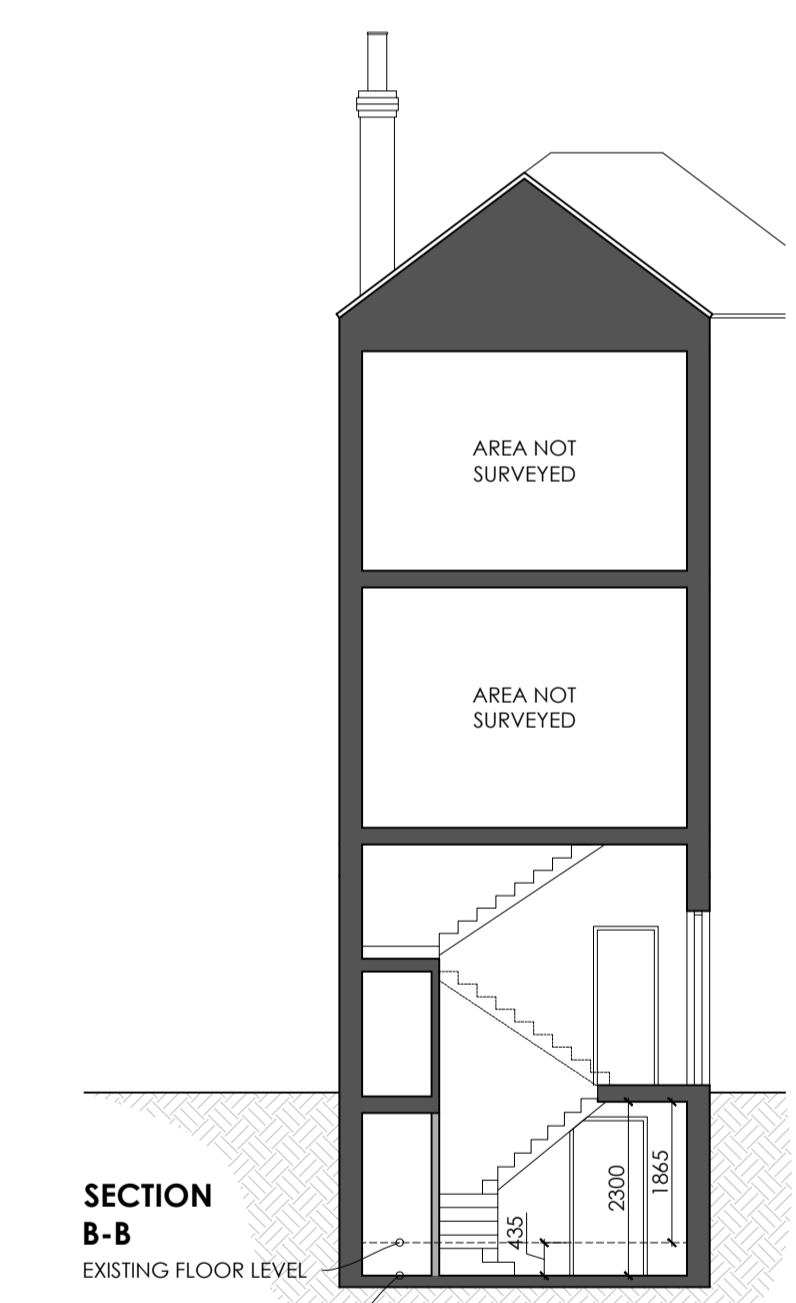 AREA NOT
SURVEYED
AREA NOT
SURVEYED
SECTION
B-B
EXISTING FLOOR LEVEL
435
2300
1865